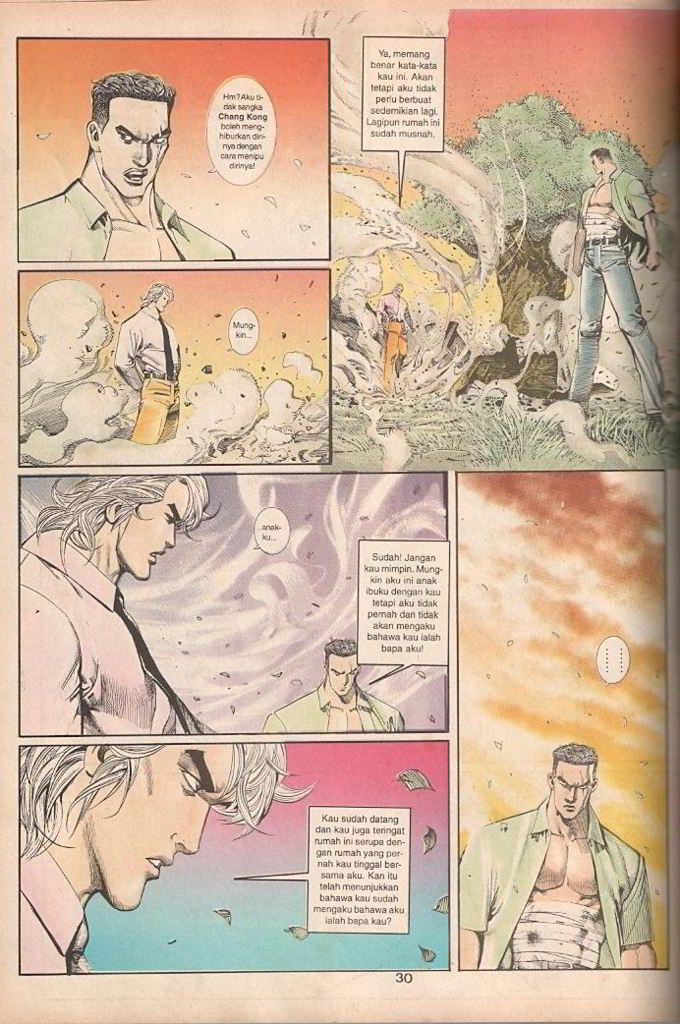 Hm? Aku ti-
dak sangka
Chang Kong
boleh meng-
hiburkan diri-
nya dengan
cara menipu
dirinya!
Ya, memang
benar kata-kata
kau ini. Akan
tetapi aku tidak
perlu berbuat
sedemikian lagi.
Lagipun rumah ini
sudah musnah.
Mung-
kin...
..anak-
ku...
Sudah! Jangan
kau mimpin. Mung-
kin aku ini anak
ibuku dengan kau
tetapi aku tidak
pernah dan tidak
akan mengaku
bahawa kau ialah
bapa aku!
......
Kau sudah datang
dan kau juga teringat
rumah ini serupa den-
gan rumah yang per-
nah kau tinggal ber-
sama aku. Kan itu
telah menunjukkan
bahawa kau sudah
mengaku bahawa aku
ialah bapa kau?
30